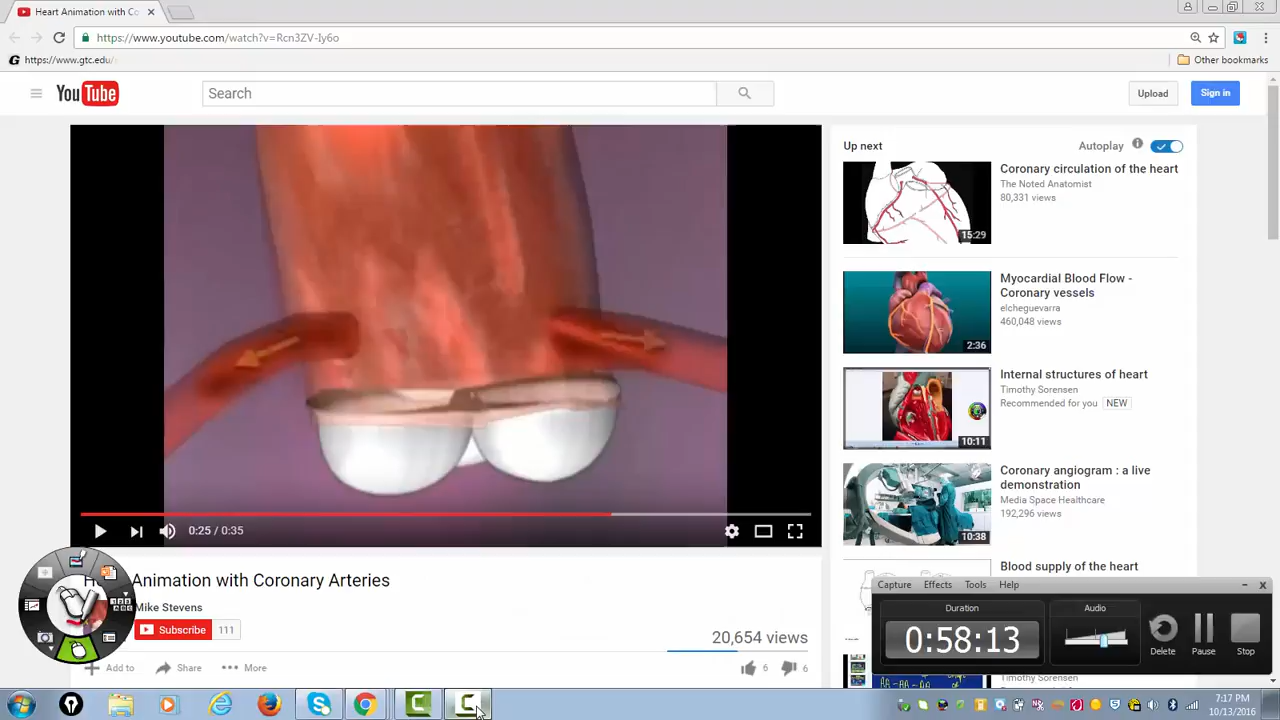 Heart Animation with Co
https://www.youtube.com/watch?v=Rcn3ZV-Iy6o
G https://www.gtc.edu/
Other bookmarks
YouTube
Search
Upload
Sign in
Up next
Autoplay
Coronary circulation of the heart
The Noted Anatomist
80,331 views
15:29
Myocardial Blood Flow -
Coronary vessels
elcheguevarra
460,048 views
2:36
Internal structures of heart
Timothy Sorensen
Recommended for you NEW
10:11
Coronary angiogram : a live
demonstration
Media Space Healthcare
192,296 views
10:38
Blood supply of the heart
0:25 / 0:35
H Animation with Coronary Arteries
Mike Stevens
Subscribe 111
20,654 views
Add to Share More
6 6
Capture Effects Tools Help
Duration
0:58:13
Audio
Delete Pause Stop
Timothy Sorensen
7:17 PM
10/13/2016